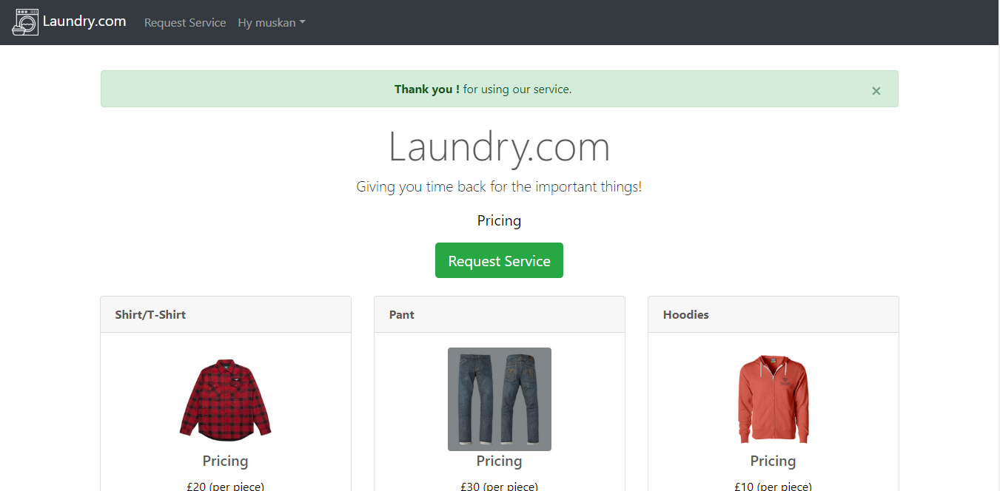 Laundry.com Request Service Hy muskan
Thank you ! for using our service. ×
Laundry.com
Giving you time back for the important things!
Pricing
Request Service
Shirt/T-Shirt Pant Hoodies
Pricing Pricing Pricing
£20 (per piece) £30 (per piece) £10 (per piece)